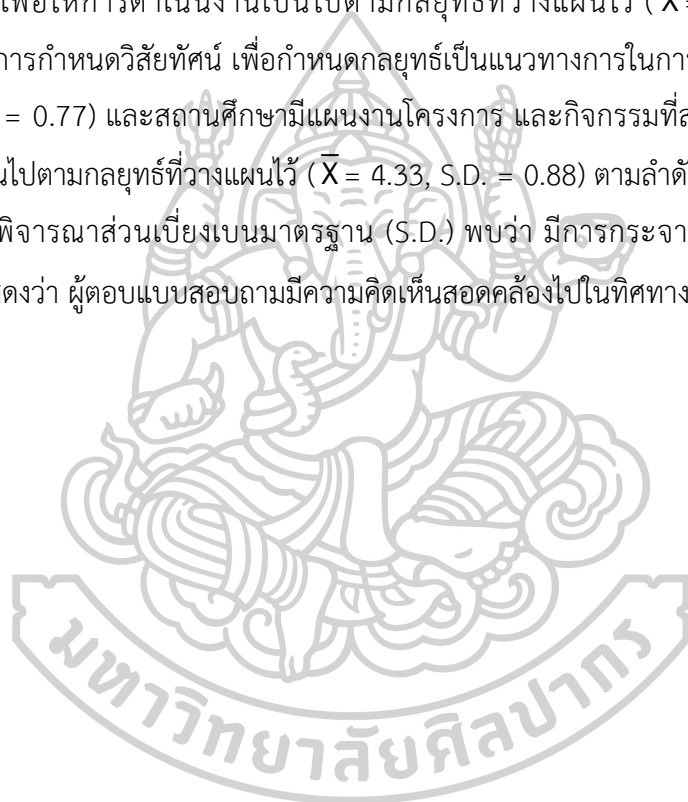 เพื่อให้การดำเนินงานเป็นไปตามกลยุทธ์ที่วางแผนไว้ ( X̅ =
การกำหนดวิสัยทัศน์ เพื่อกำหนดกลยุทธ์เป็นแนวทางการในการ
= 0.77) และสถานศึกษามีแผนงานโครงการ และกิจกรรมที่ส
นไปตามกลยุทธ์ที่วางแผนไว้ ( X̅ = 4.33, S.D. = 0.88) ตามลำดับ
พิจารณาส่วนเบี่ยงเบนมาตรฐาน (S.D.) พบว่า มีการกระจา
สดงว่า ผู้ตอบแบบสอบถามมีความคิดเห็นสอดคล้องไปในทิศทาง
มหาวิทยาลัยศิลปากร